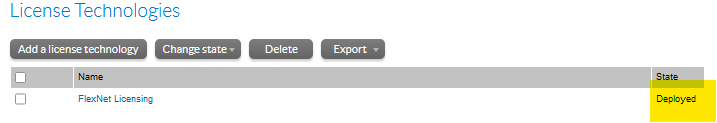 License Technologies
Add a license technology Change state Delete Export
Name State
FlexNet Licensing Deployed